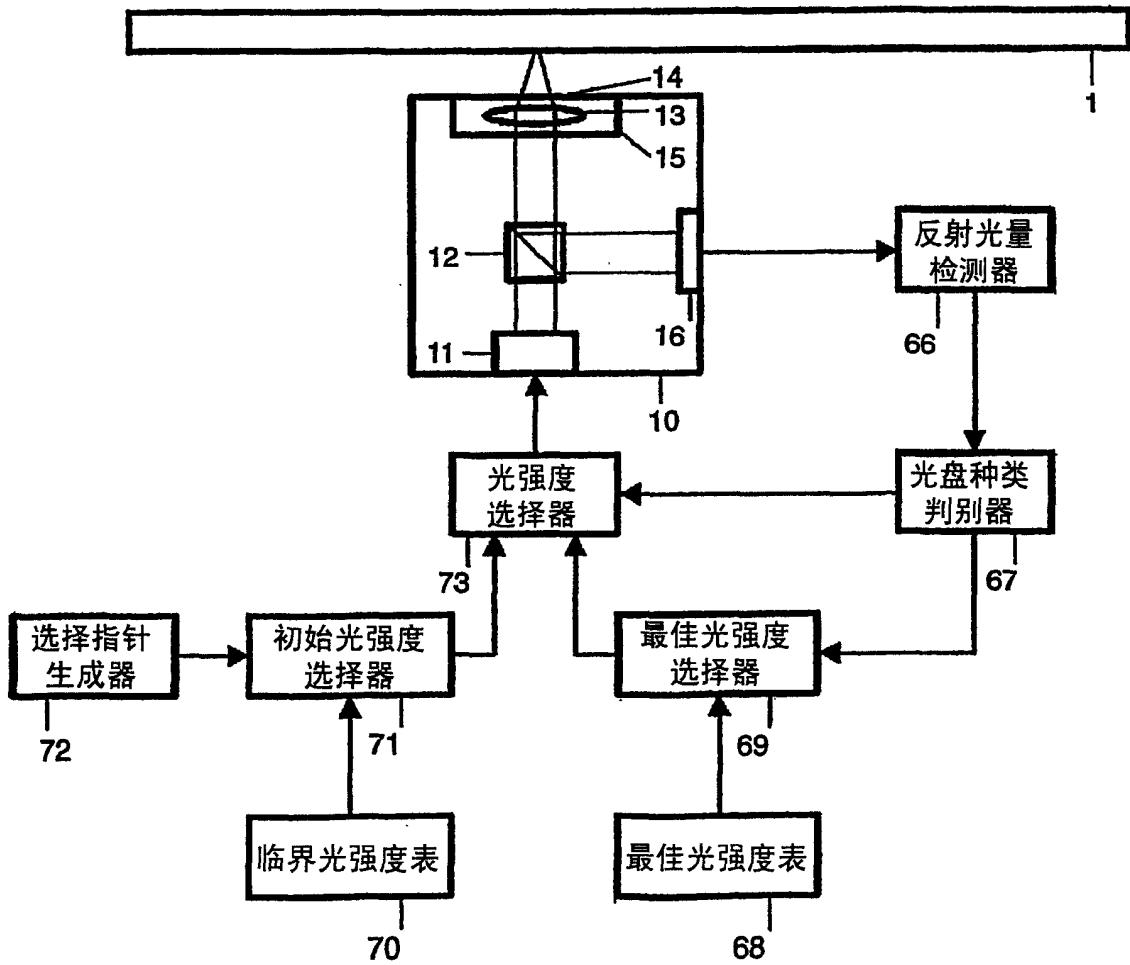 14
13
1
15
12
反射光量
检测器
16
66
11
10
光强度
选择器
光盘种类
判别器
73
67
选择指针
生成器
初始光强度
选择器
最佳光强度
选择器
72
71
69
临界光强度表
最佳光强度表
70
68